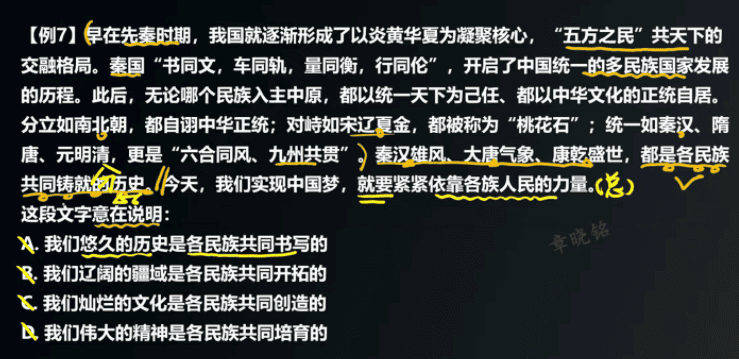 【例7】早在先秦时期，我国就逐渐形成了以炎黄华夏为凝聚核心，“五方之民”共天下的
交融格局。秦国“书同文，车同轨，量同衡，行同伦”，开启了中国统一的多民族国家发展
的历程。此后，无论哪个民族入主中原，都以统一天下为己任、都以中华文化的正统自居。
分立如南北朝，都自诩中华正统；对峙如宋辽夏金，都被称为“桃花石”；统一如秦汉、隋
唐、元明清，更是“六合同风、九州共贯”。秦汉雄风、大唐气象、康乾盛世，都是各民族
共同铸就的历史。今天，我们实现中国梦，就要紧紧依靠各族人民的力量。（总）
这段文字意在说明：
A. 我们悠久的历史是各民族共同书写的
B. 我们辽阔的疆域是各民族共同开拓的
C. 我们灿烂的文化是各民族共同创造的
D. 我们伟大的精神是各民族共同培育的
章晓铭